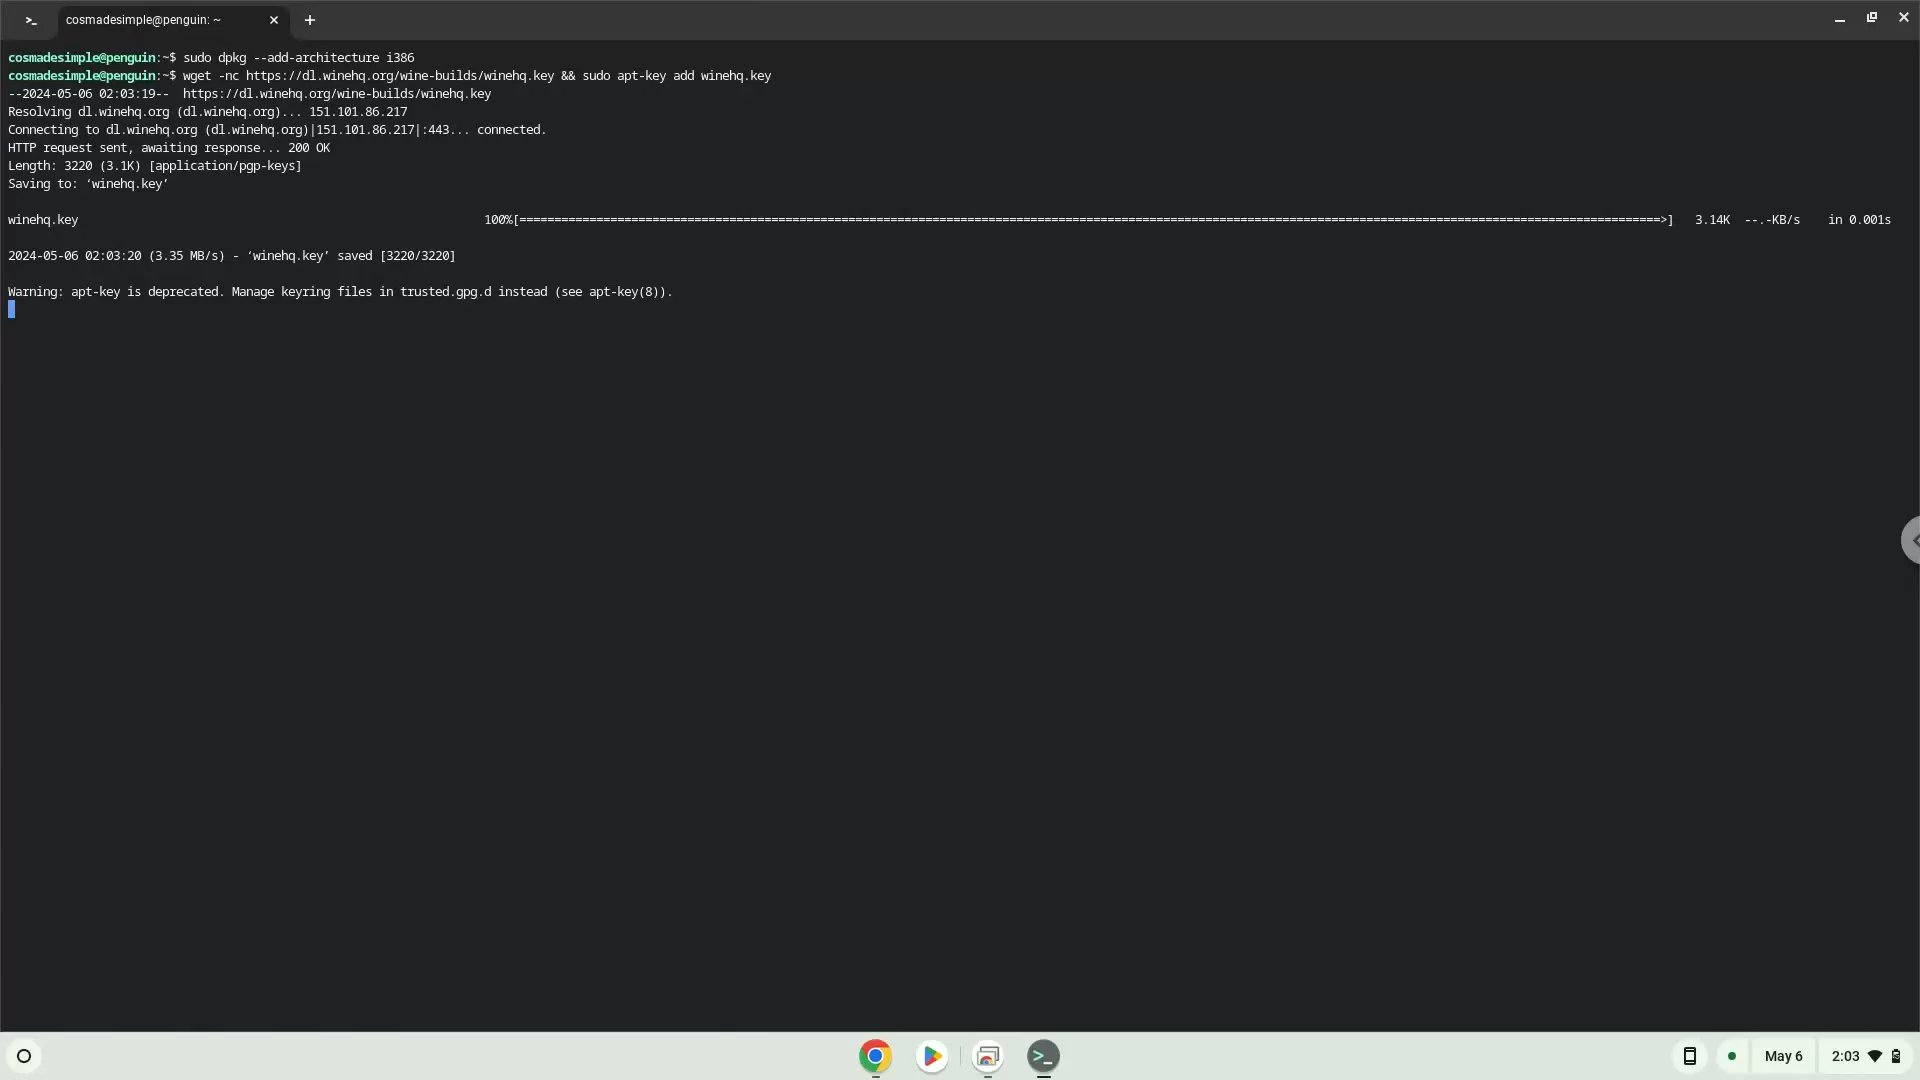 >_ cosmadesimple@penguin: ~
cosmadesimple@penguin:~$ sudo dpkg --add-architecture i386
cosmadesimple@penguin:~$ wget -nc https://dl.winehq.org/wine-builds/winehq.key && sudo apt-key add winehq.key
--2024-05-06 02:03:19--  https://dl.winehq.org/wine-builds/winehq.key
Resolving dl.winehq.org (dl.winehq.org)... 151.101.86.217
Connecting to dl.winehq.org (dl.winehq.org)|151.101.86.217|:443... connected.
HTTP request sent, awaiting response... 200 OK
Length: 3220 (3.1K) [application/pgp-keys]
Saving to: ‘winehq.key’
winehq.key 100%[===================================================================================================================================================================>] 3.14K --.-KB/s in 0.001s
2024-05-06 02:03:20 (3.35 MB/s) - ‘winehq.key’ saved [3220/3220]
Warning: apt-key is deprecated. Manage keyring files in trusted.gpg.d instead (see apt-key(8)).
>_ May 6 2:03